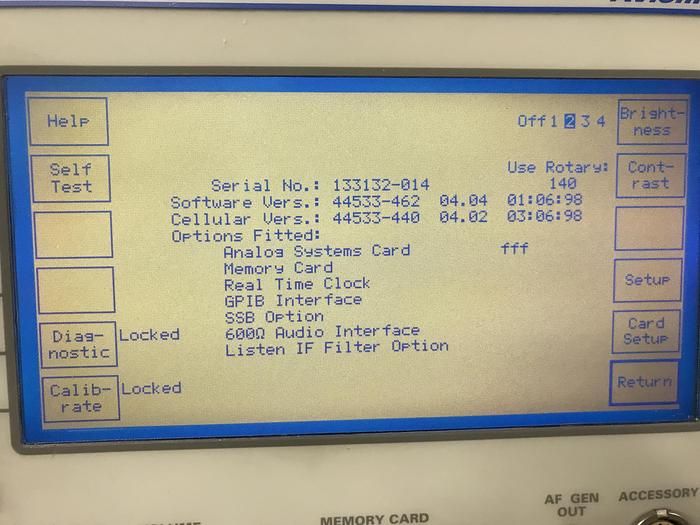 Help
Off 1 2 3 4
Bright-
ness
Self
Test
Use Rotary:
140
Cont-
rast
Serial No.: 133132-014
Software Vers.: 44533-462 04.04 01:06:98
Cellular Vers.: 44533-440 04.02 03:06:98
Options Fitted:
Analog Systems Card fff
Memory Card
Real Time Clock
GPIB Interface
SSB Option
600Ω Audio Interface
Listen IF Filter Option
Setup
Diag-
nostic
Locked
Card
Setup
Calib-
rate
Locked
Return
MEMORY CARD
AF GEN
OUT
ACCESSORY